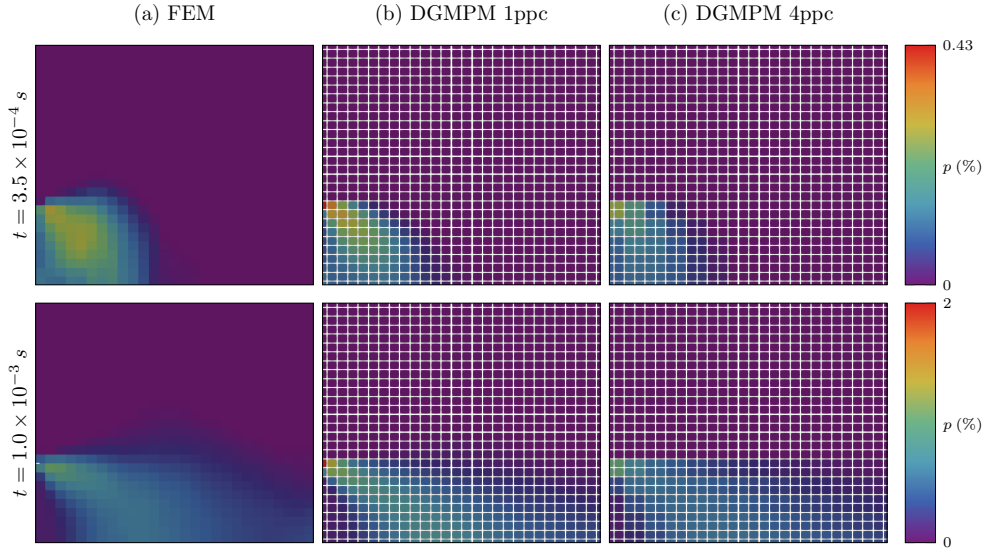 (a) FEM
(b) DGMPM 1ppc
(c) DGMPM 4ppc
t = 3.5 × 10⁻⁴ s
0.43
p (%)
0
t = 1.0 × 10⁻³ s
2
p (%)
0